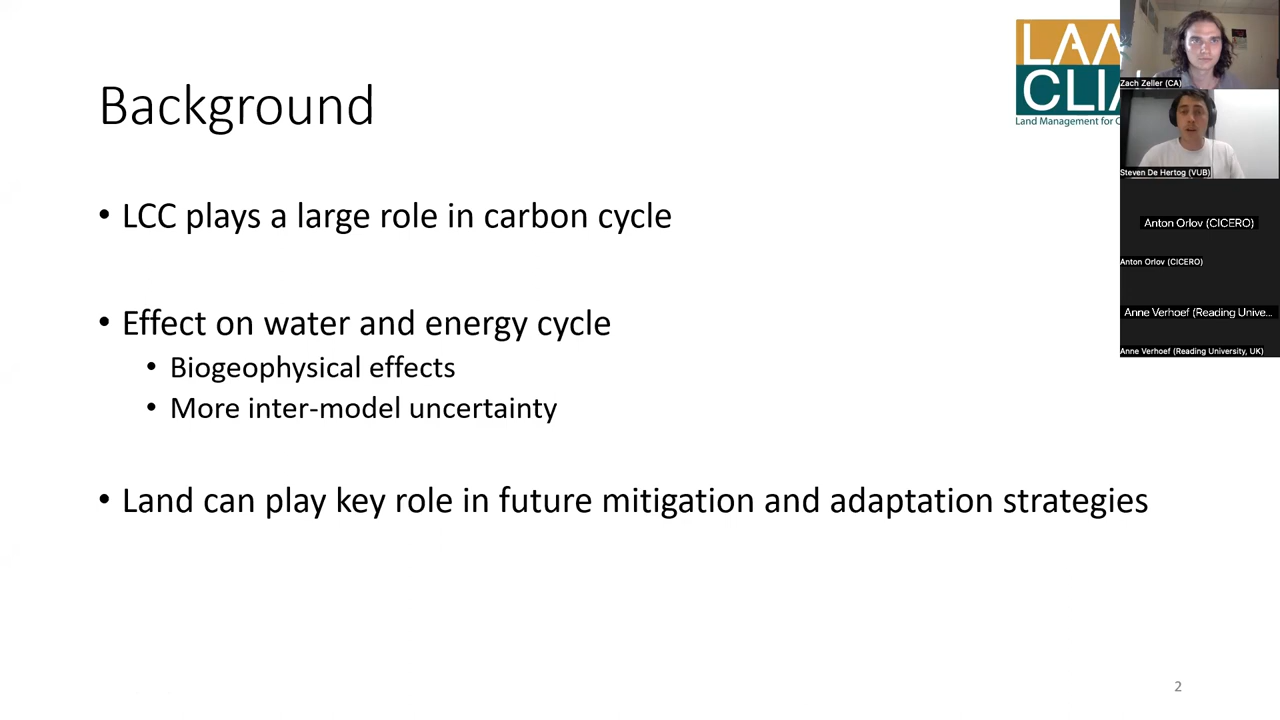 Background
• LCC plays a large role in carbon cycle
• Effect on water and energy cycle
• Biogeophysical effects
• More inter-model uncertainty
• Land can play key role in future mitigation and adaptation strategies
2
LA
CLI
Land Management for
Zach Zeller (CA)
Steven De Hertog (VUB)
Anton Orlov (CICERO)
Anton Orlov (CICERO)
Anne Verhoef (Reading Unive...
Anne Verhoef (Reading University, UK)